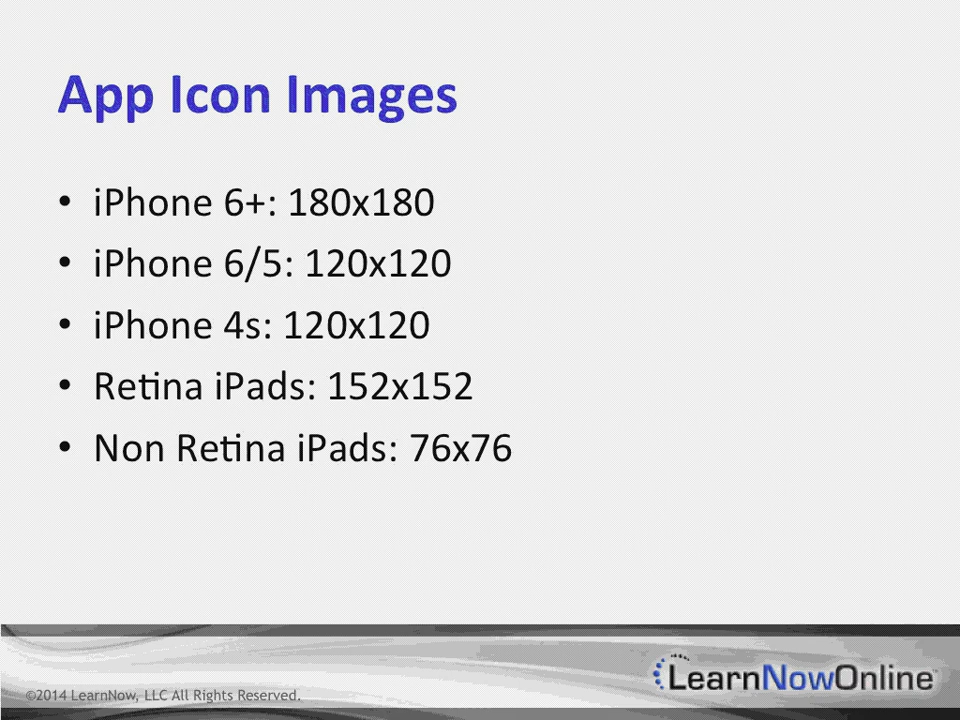 App Icon Images
• iPhone 6+: 180x180
• iPhone 6/5: 120x120
• iPhone 4s: 120x120
• Retina iPads: 152x152
• Non Retina iPads: 76x76
LearnNowOnline
©2014 LearnNow, LLC All Rights Reserved.